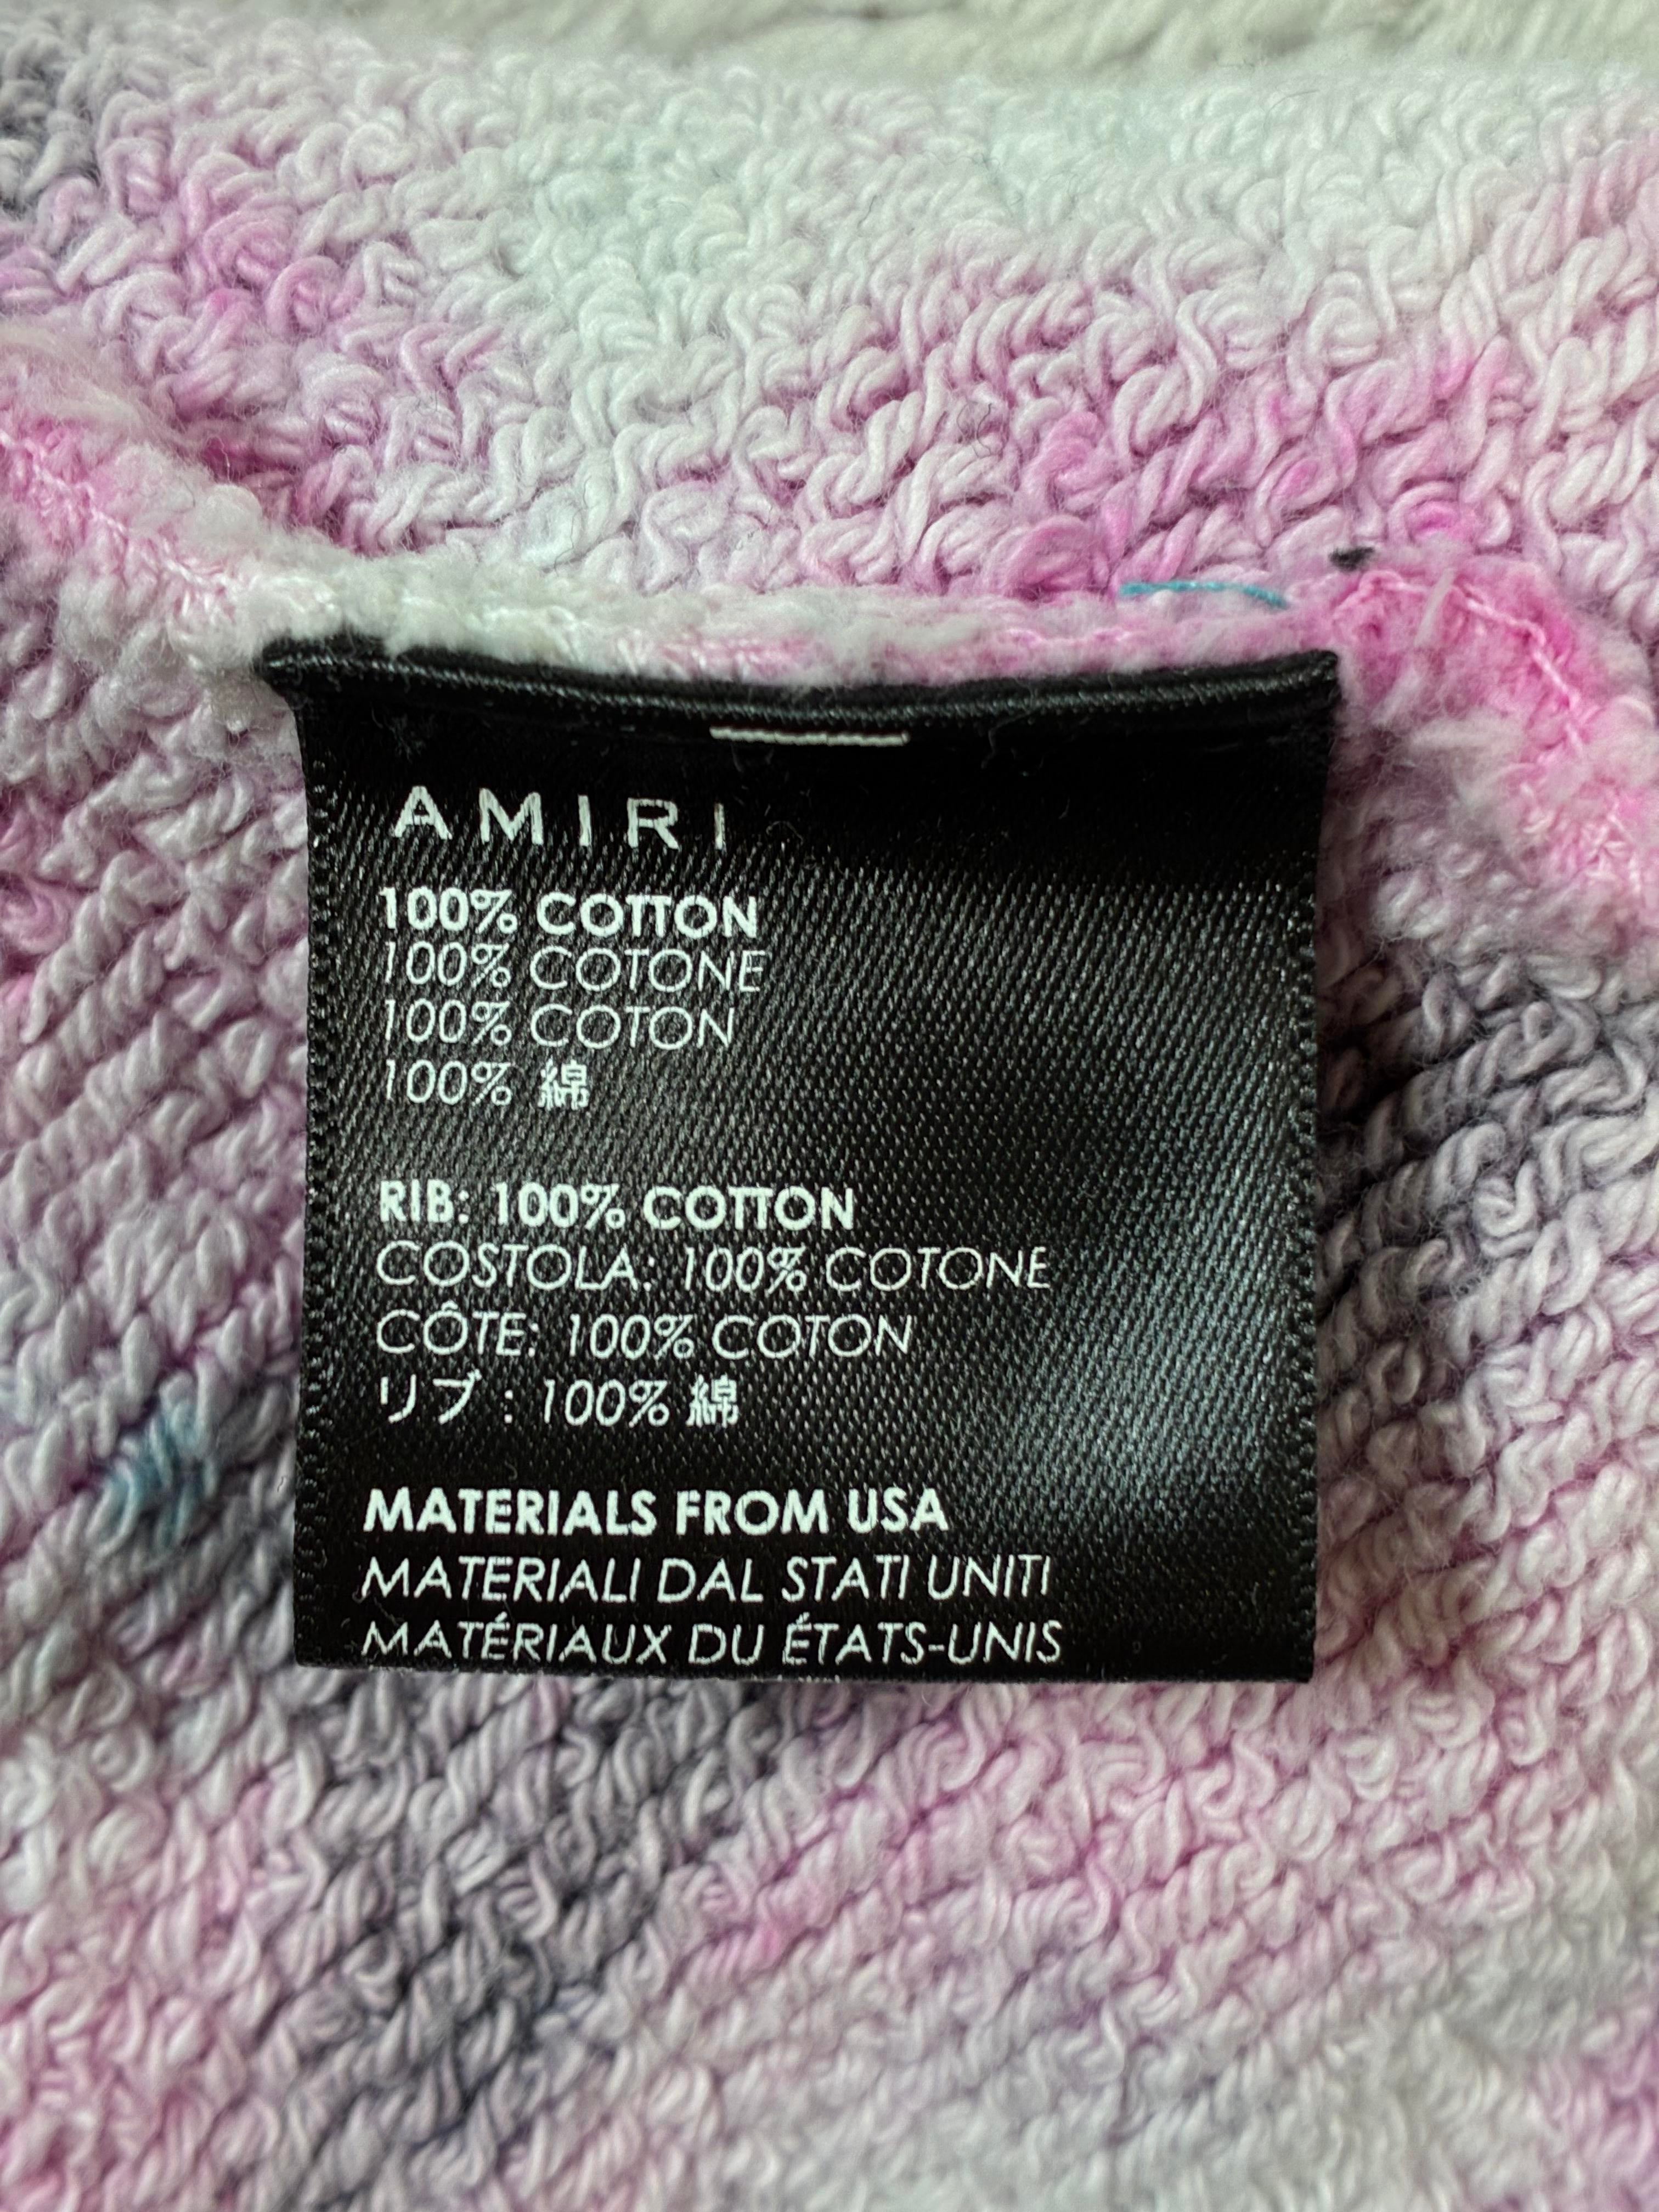 AMIRI
100% COTTON
100% COTONE
100% COTON
100% 綿
RIB: 100% COTTON
COSTOLA: 100% COTONE
CÔTE: 100% COTON
リブ : 100% 綿
MATERIALS FROM USA
MATERIALI DAL STATI UNITI
MATÉRIAUX DU ÉTATS-UNIS